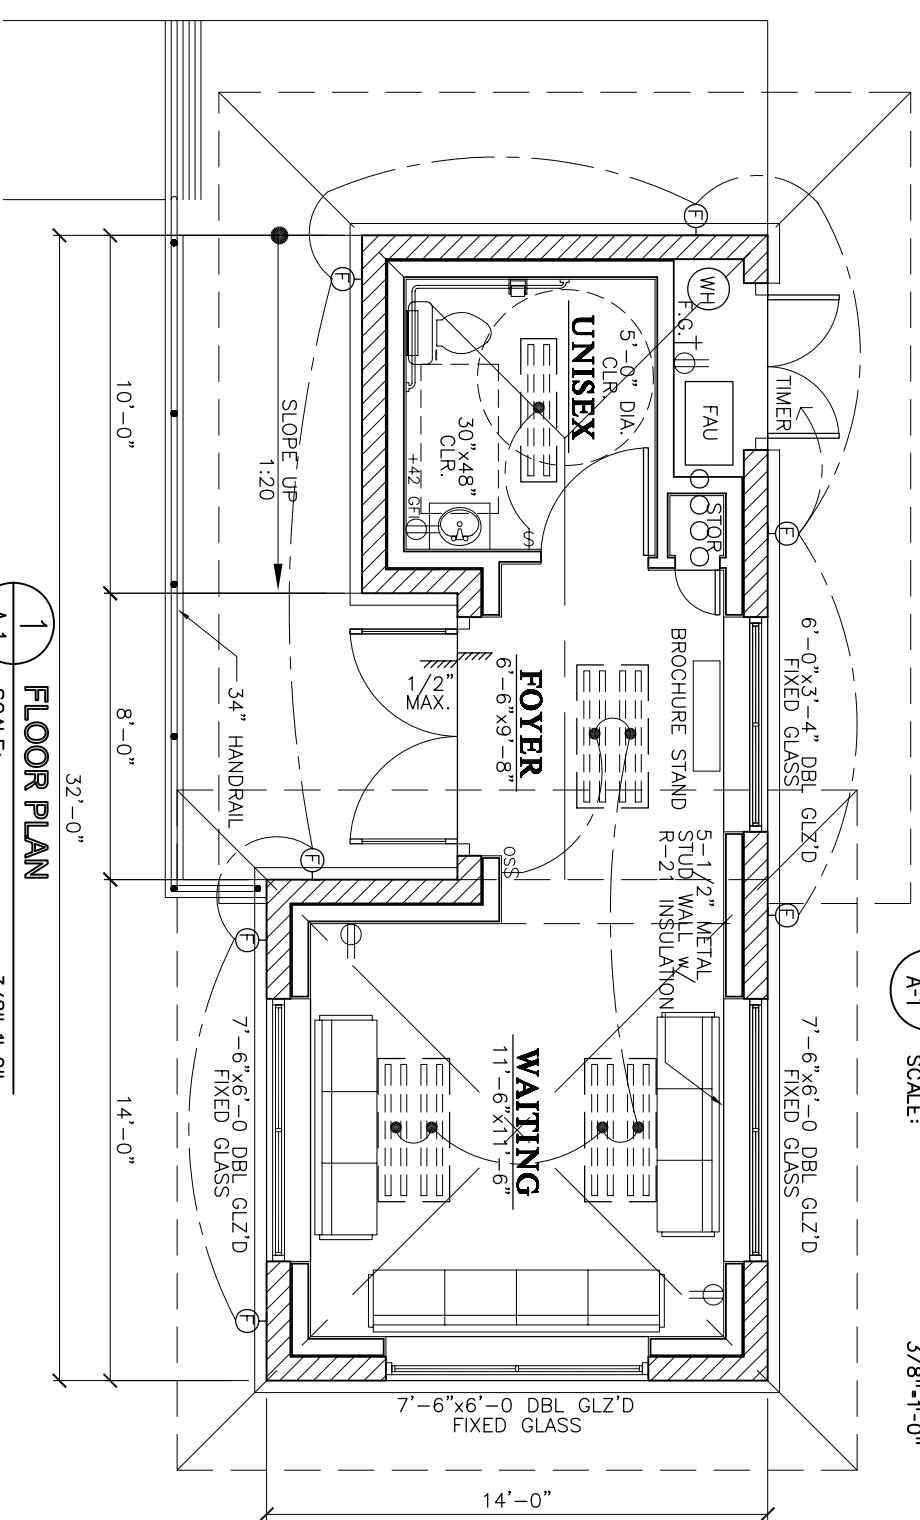 UNISEX
5'-0" DIA.
CLR.
30"x48"
CLR.
+42 GFI
F.G.
WH
FAU
STOR
TIMER
S
F
F
F
F
F
F
F
F
SLOPE UP
1:20
10'-0"
8'-0"
14'-0"
32'-0"
34" HANDRAIL
1/2"
MAX.
FOYER
6'-6"x9'-8"
BROCHURE STAND
6'-0"x3'-4" DBL GLZ'D
FIXED GLASS
5-1/2" METAL
STUD WALL w/
R-21 INSULATION
WAITING
11'-6"x11'-6"
7'-6"x6'-0 DBL GLZ'D
FIXED GLASS
7'-6"x6'-0 DBL GLZ'D
FIXED GLASS
7'-6"x6'-0 DBL GLZ'D
FIXED GLASS
14'-0"
1
A-1
FLOOR PLAN
SCALE:
A-1
SCALE:
3/8"=1'-0"